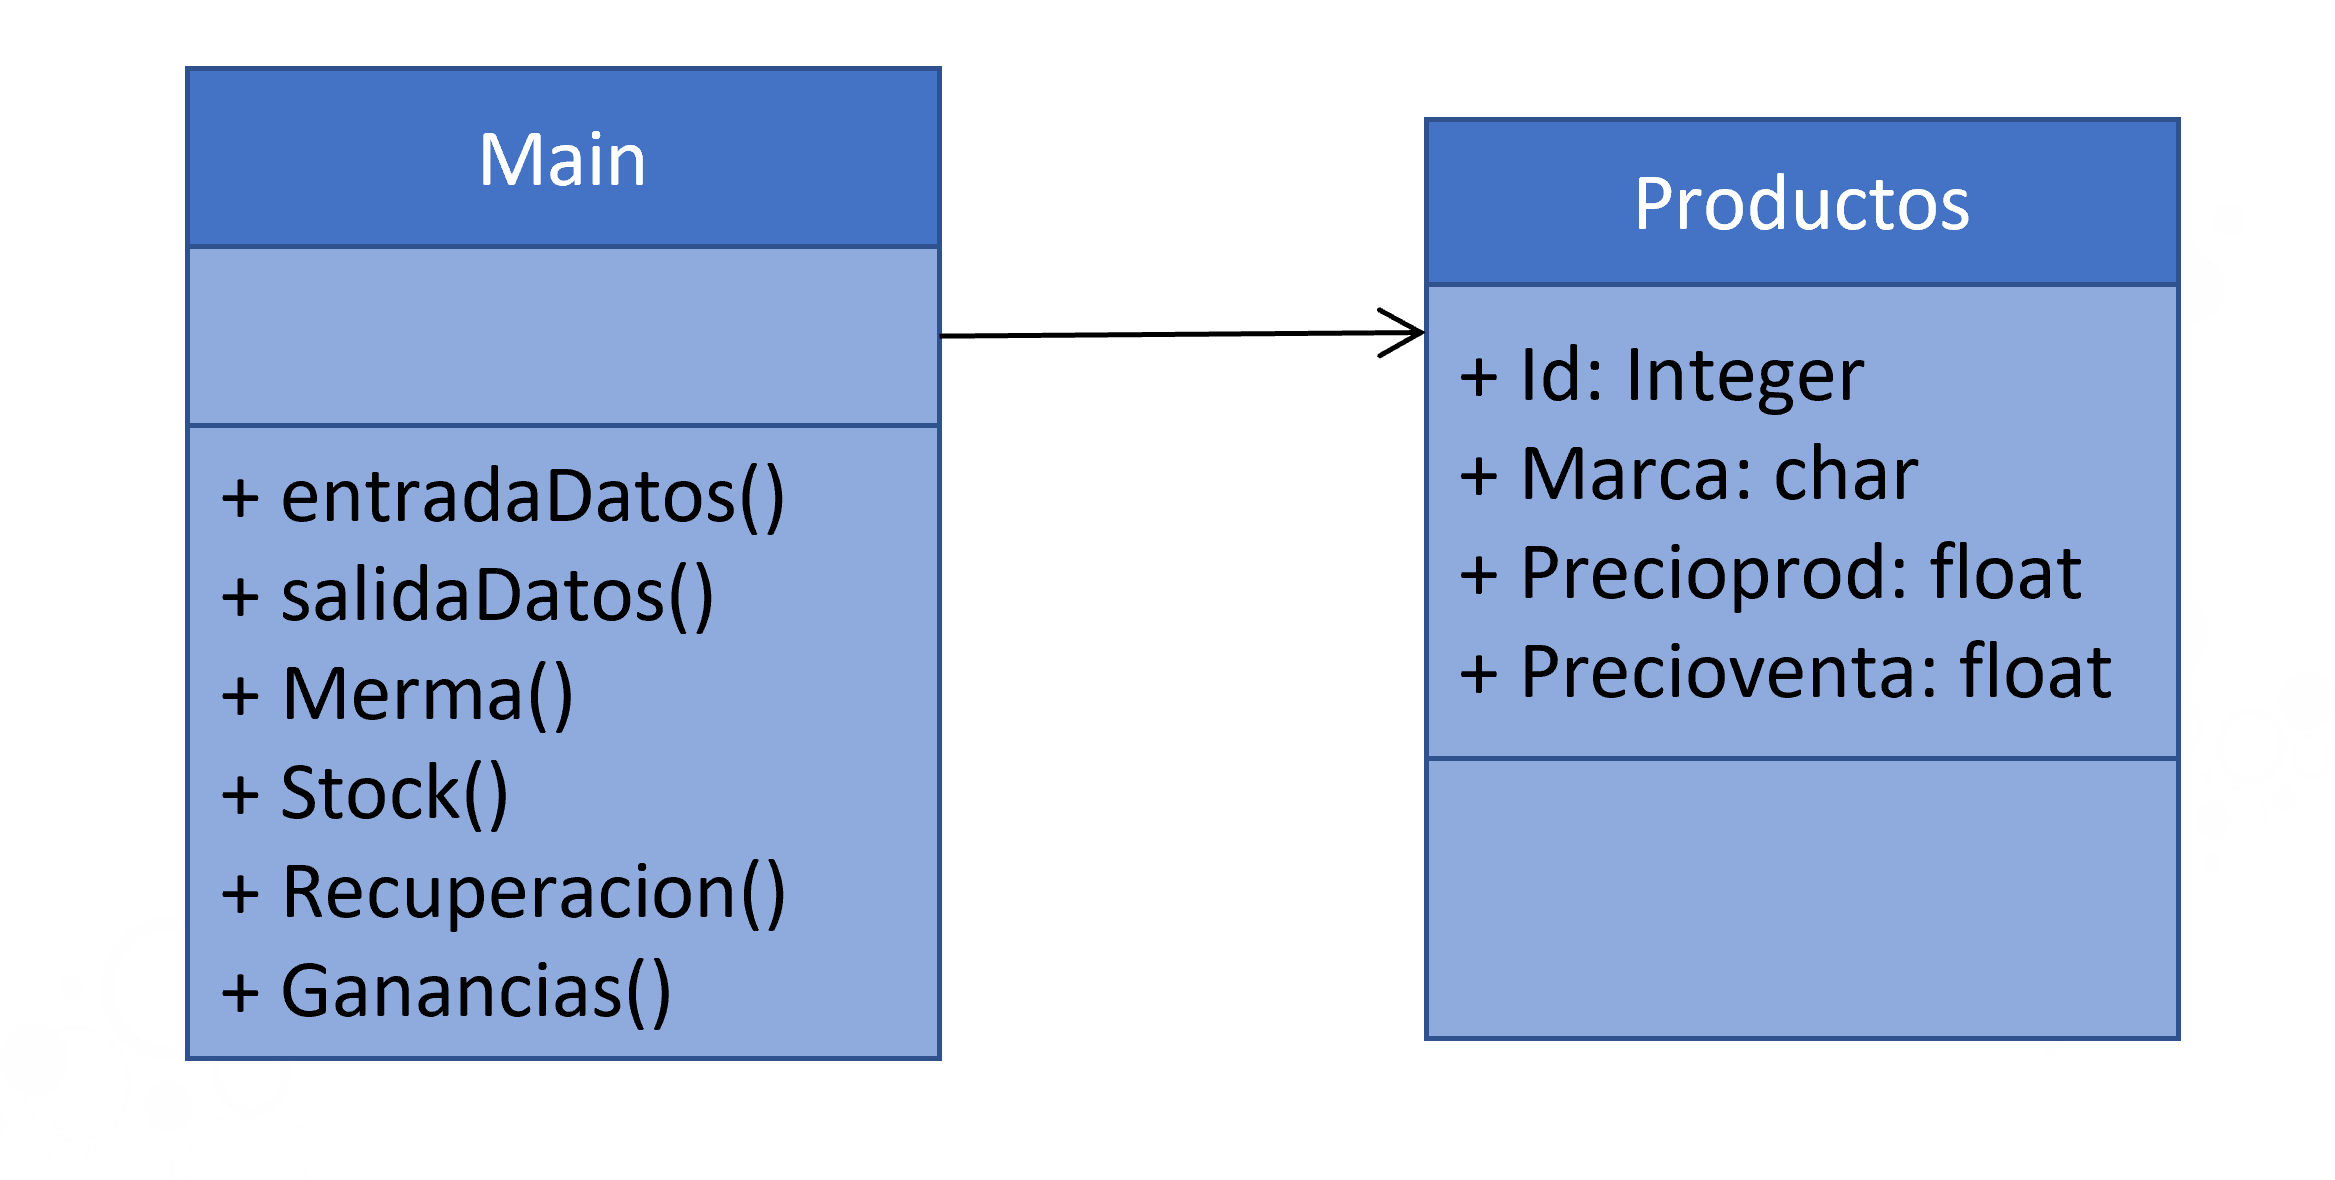 Main
+ entradaDatos()
+ salidaDatos()
+ Merma()
+ Stock()
+ Recuperacion()
+ Ganancias()
Productos
+ Id: Integer
+ Marca: char
+ Precioprod: float
+ Precioventa: float